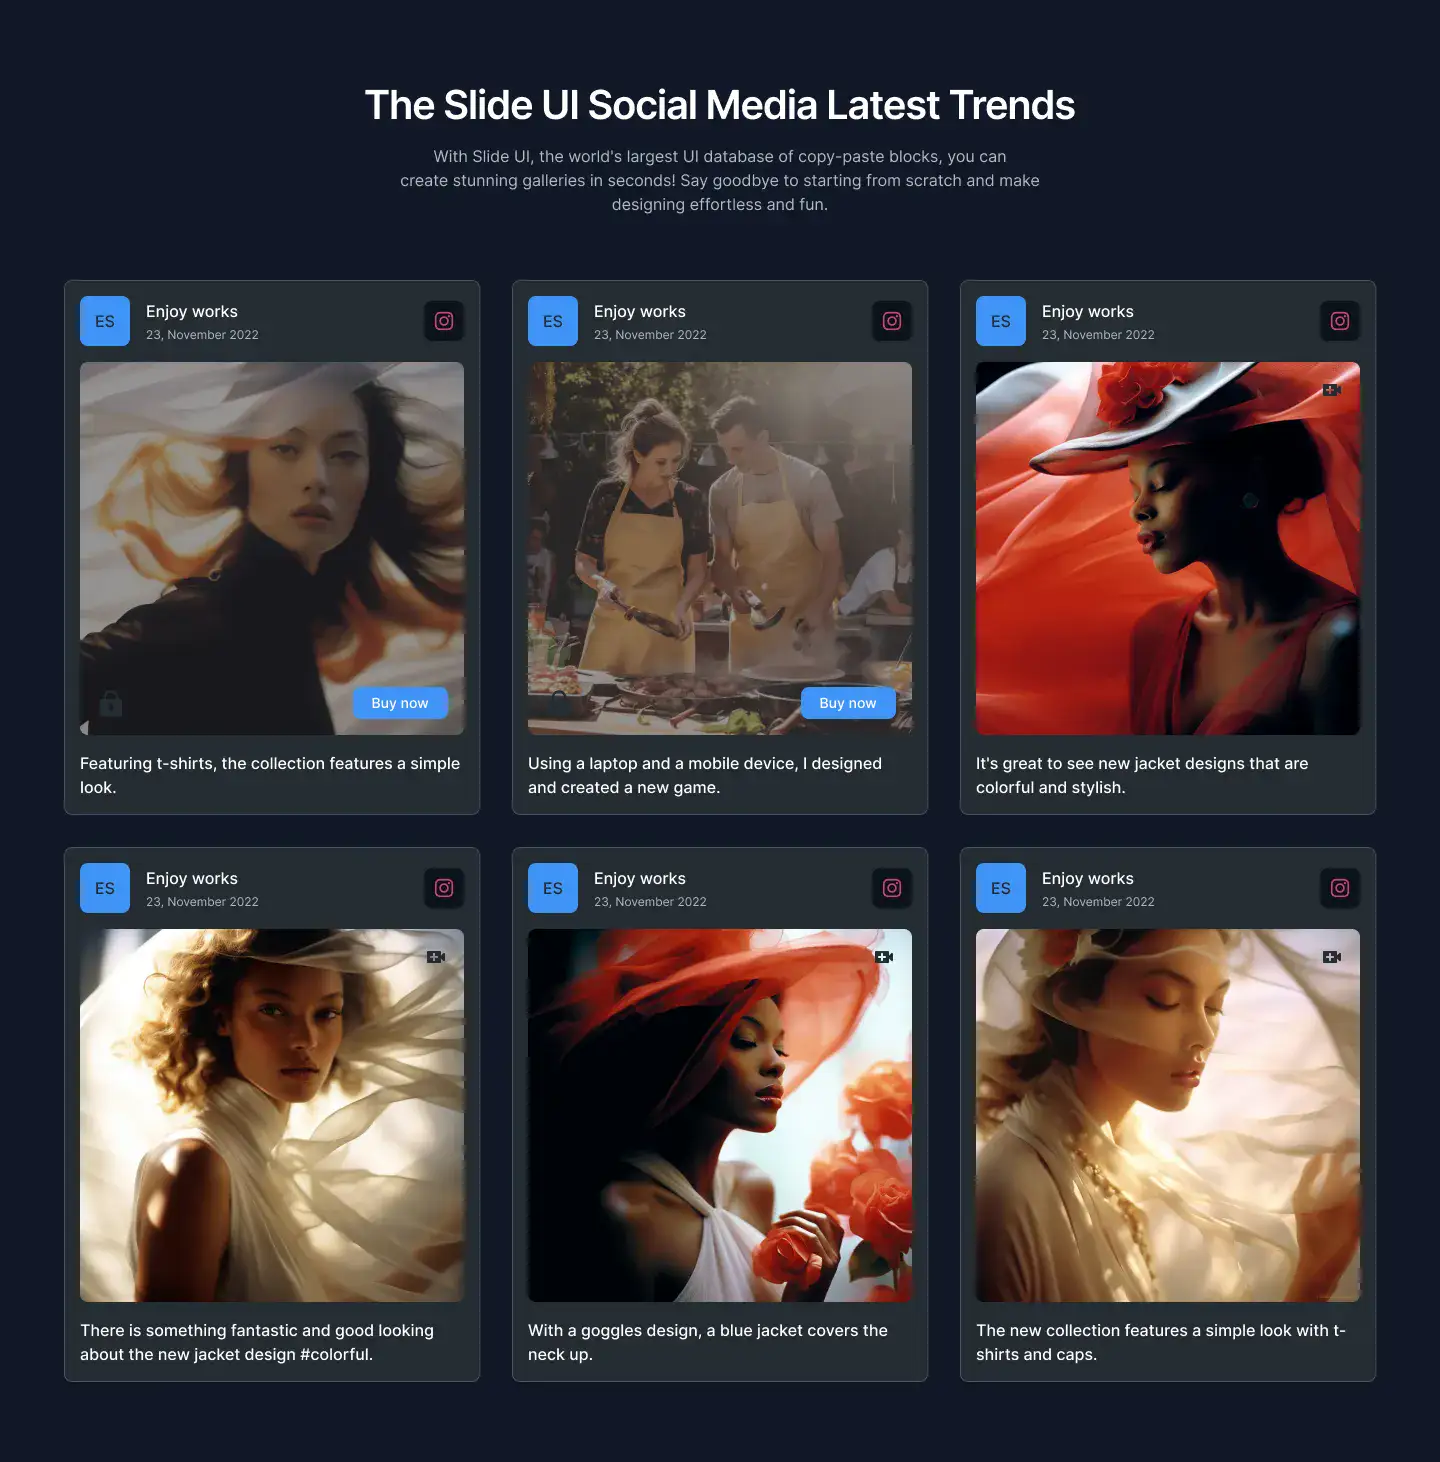 The Slide UI Social Media Latest Trends
With Slide UI, the world's largest UI database of copy-paste blocks, you can
create stunning galleries in seconds! Say goodbye to starting from scratch and make
designing effortless and fun.
ES
Enjoy works
23, November 2022
Buy now
Featuring t-shirts, the collection features a simple
look.
ES
Enjoy works
23, November 2022
Buy now
Using a laptop and a mobile device, I designed
and created a new game.
ES
Enjoy works
23, November 2022
It's great to see new jacket designs that are
colorful and stylish.
ES
Enjoy works
23, November 2022
There is something fantastic and good looking
about the new jacket design #colorful.
ES
Enjoy works
23, November 2022
With a goggles design, a blue jacket covers the
neck up.
ES
Enjoy works
23, November 2022
The new collection features a simple look with t-
shirts and caps.